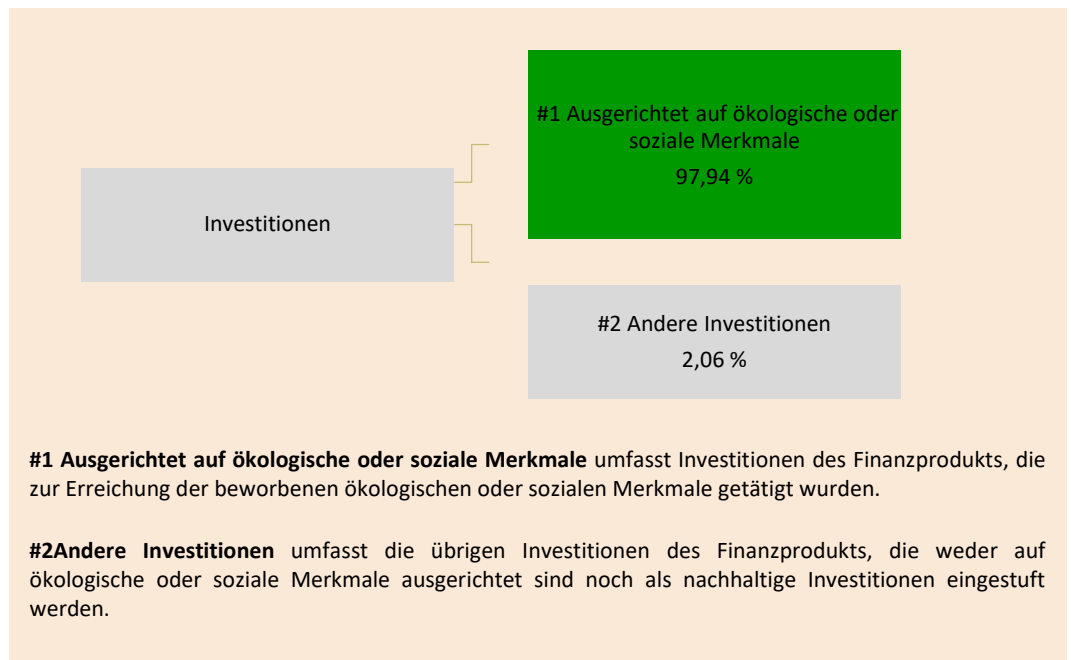 #1 Ausgerichtet auf ökologische oder
soziale Merkmale
97,94 %
Investitionen
#2 Andere Investitionen
2,06 %
#1 Ausgerichtet auf ökologische oder soziale Merkmale umfasst Investitionen des Finanzprodukts, die
zur Erreichung der beworbenen ökologischen oder sozialen Merkmale getätigt wurden.
#2Andere Investitionen umfasst die übrigen Investitionen des Finanzprodukts, die weder auf
ökologische oder soziale Merkmale ausgerichtet sind noch als nachhaltige Investitionen eingestuft
werden.